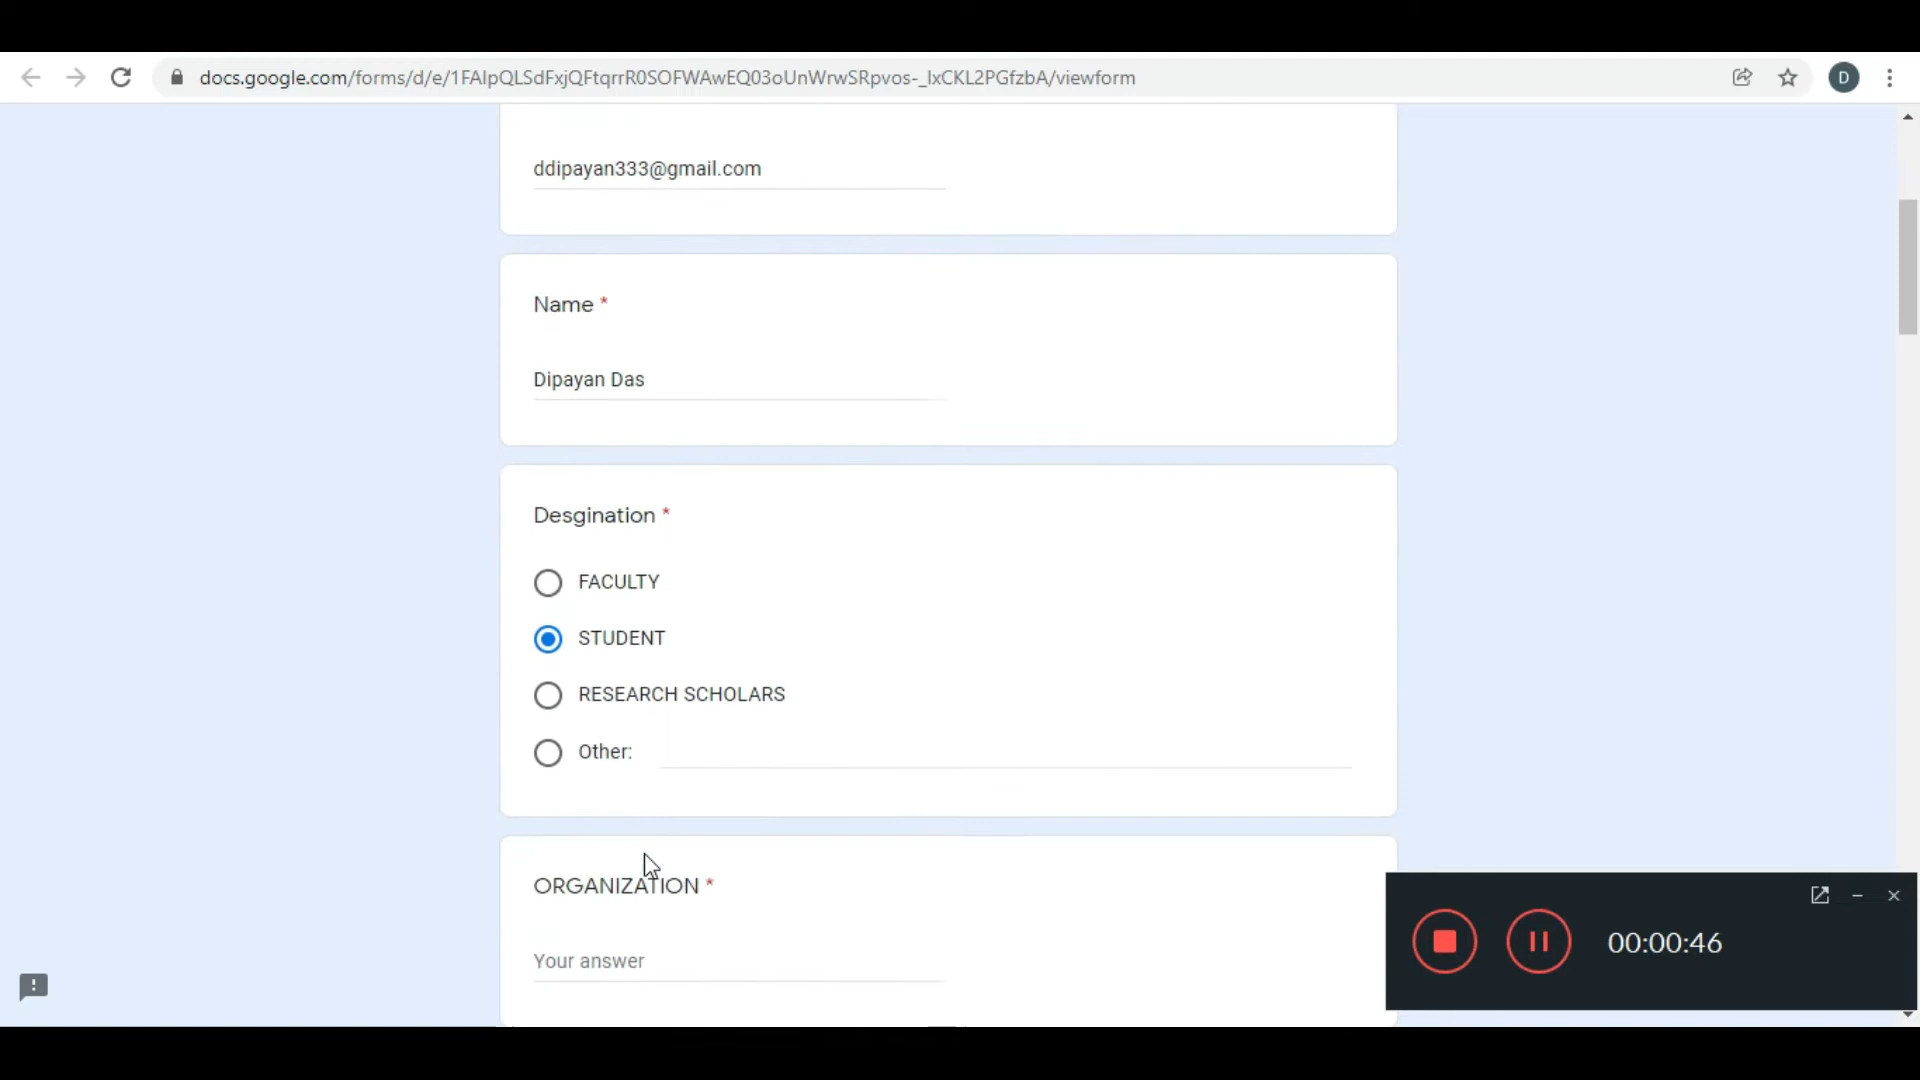 docs.google.com/forms/d/e/1FAIpQLSdFxjQFtqrrR0SOFWAwEQ03oUnWrwSRpvos-_IxCKL2PGfzbA/viewform
D
ddipayan333@gmail.com
Name *
Dipayan Das
Desgination *
FACULTY
STUDENT
RESEARCH SCHOLARS
Other:
ORGANIZATION *
Your answer
00:00:46